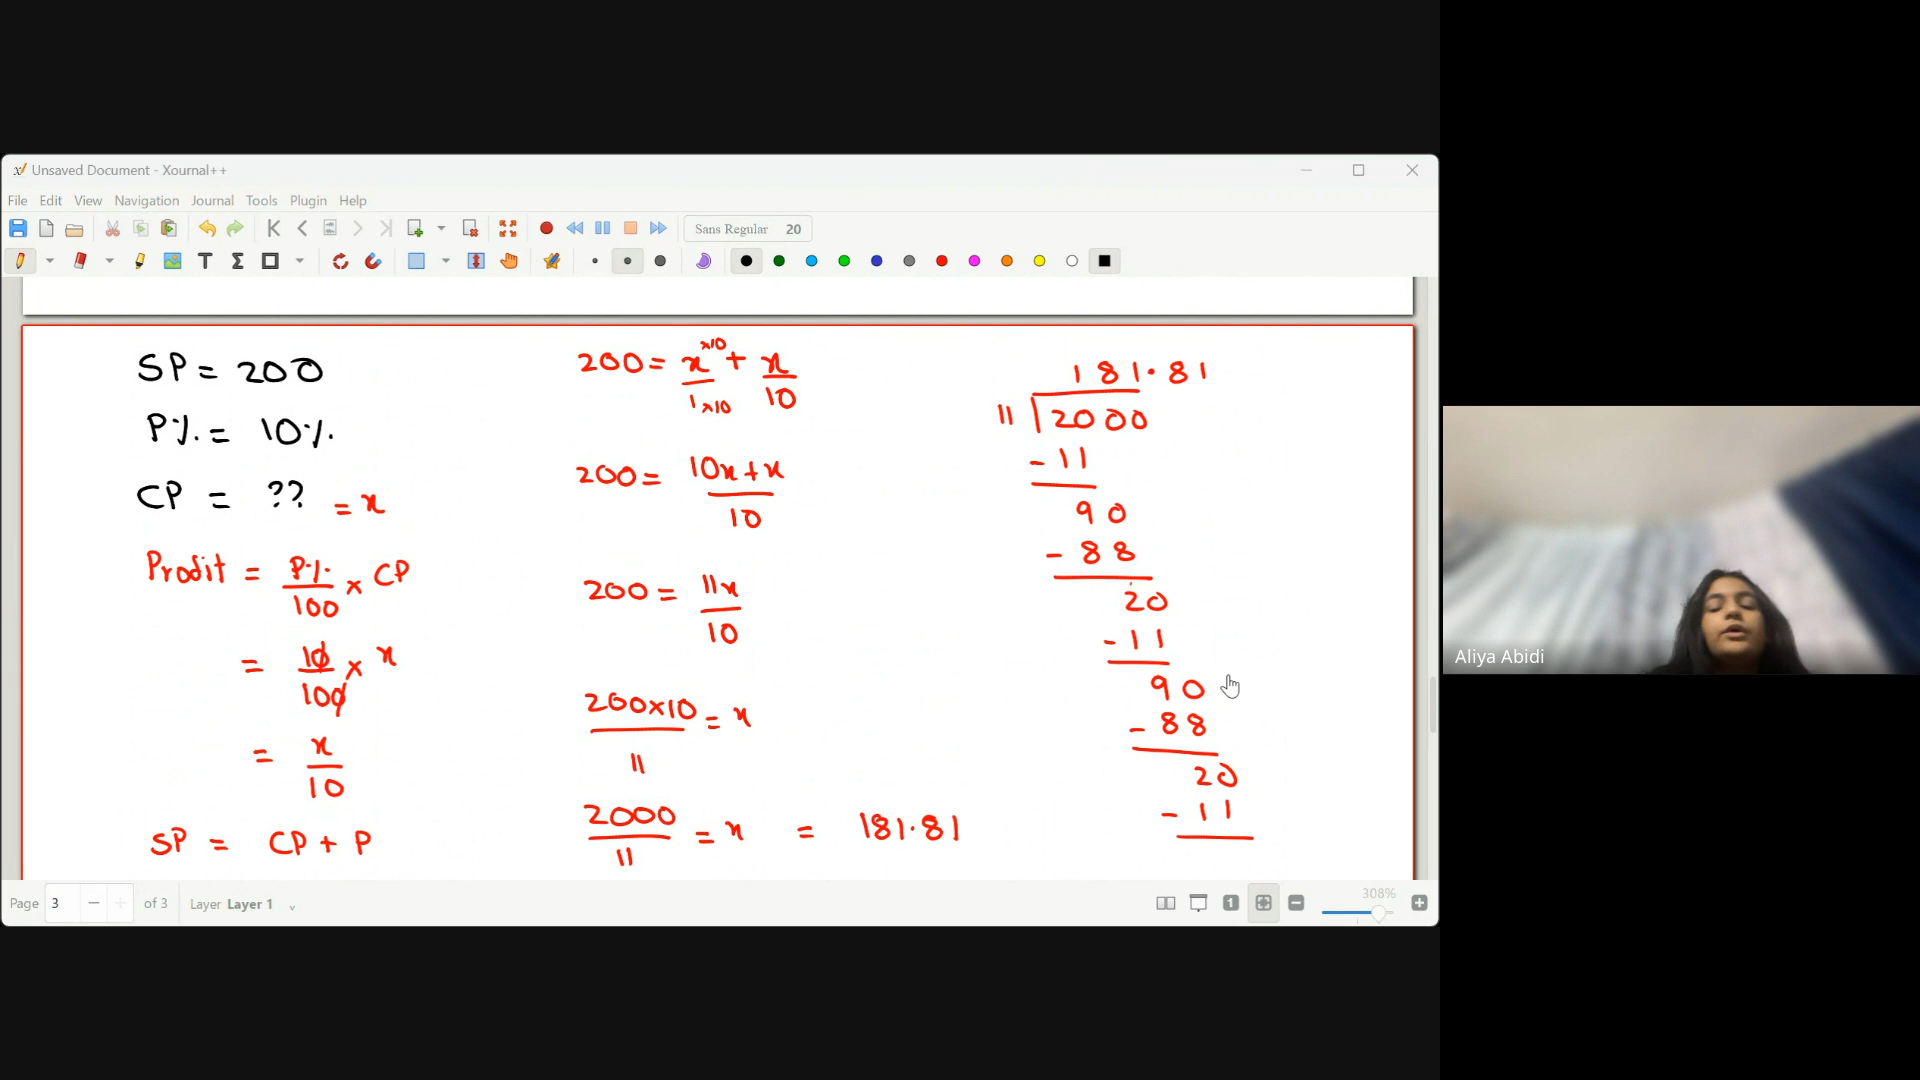 Unsaved Document - Xournal++
File Edit View Navigation Journal Tools Plugin Help
Sans Regular 20
SP = 200
P% = 10%
CP = ?? = x
Profit = P%/100 × CP
= 10/100 × x
= x/10
SP = CP + P
200 = x×10/1×10 + x/10
200 = 10x+x/10
200 = 11x/10
200×10/11 = x
2000/11 = x = 181.81
181.81
11 2000
- 11
90
- 88
20
- 11
90
- 88
20
- 11
Aliya Abidi
Page 3 of 3 Layer Layer 1
308%